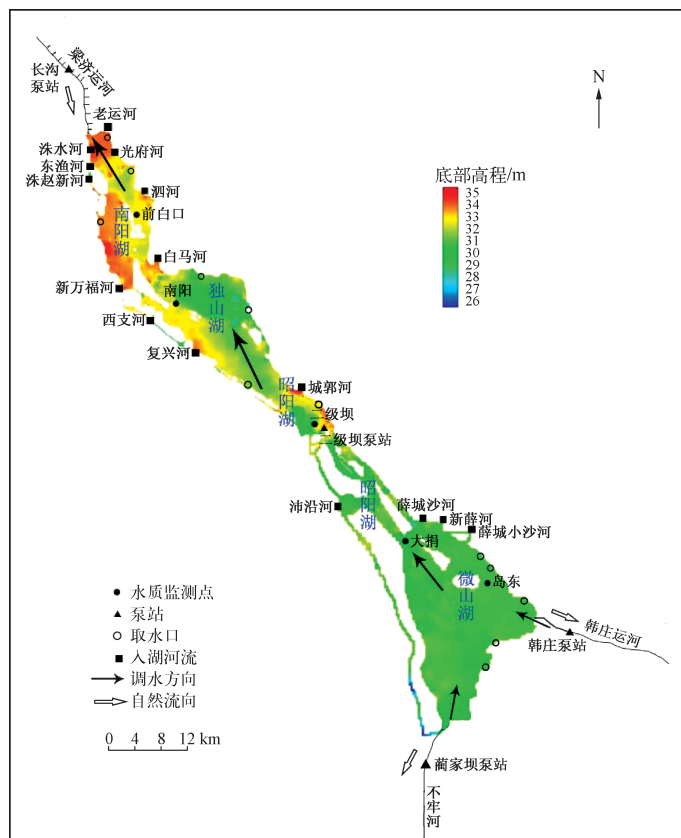 梁济运河
长沟
泵站
老运河
N
洙水河
光府河
东渔河
洙赵新河
泗河
南阳湖
前白口
白马河
新万福河
南阳
独山湖
西支河
复兴河
底部高程/m
35
34
33
32
31
30
29
28
27
26
昭阳湖
城郭河
二级坝
二级坝泵站
昭阳湖
沛沿河
薛城沙河
新薛河
薛城小沙河
大捐
微山湖
岛东
韩庄运河
韩庄泵站
水质监测点
泵站
取水口
入湖河流
调水方向
自然流向
0 4 8 12 km
蔺家坝泵站
不牢河